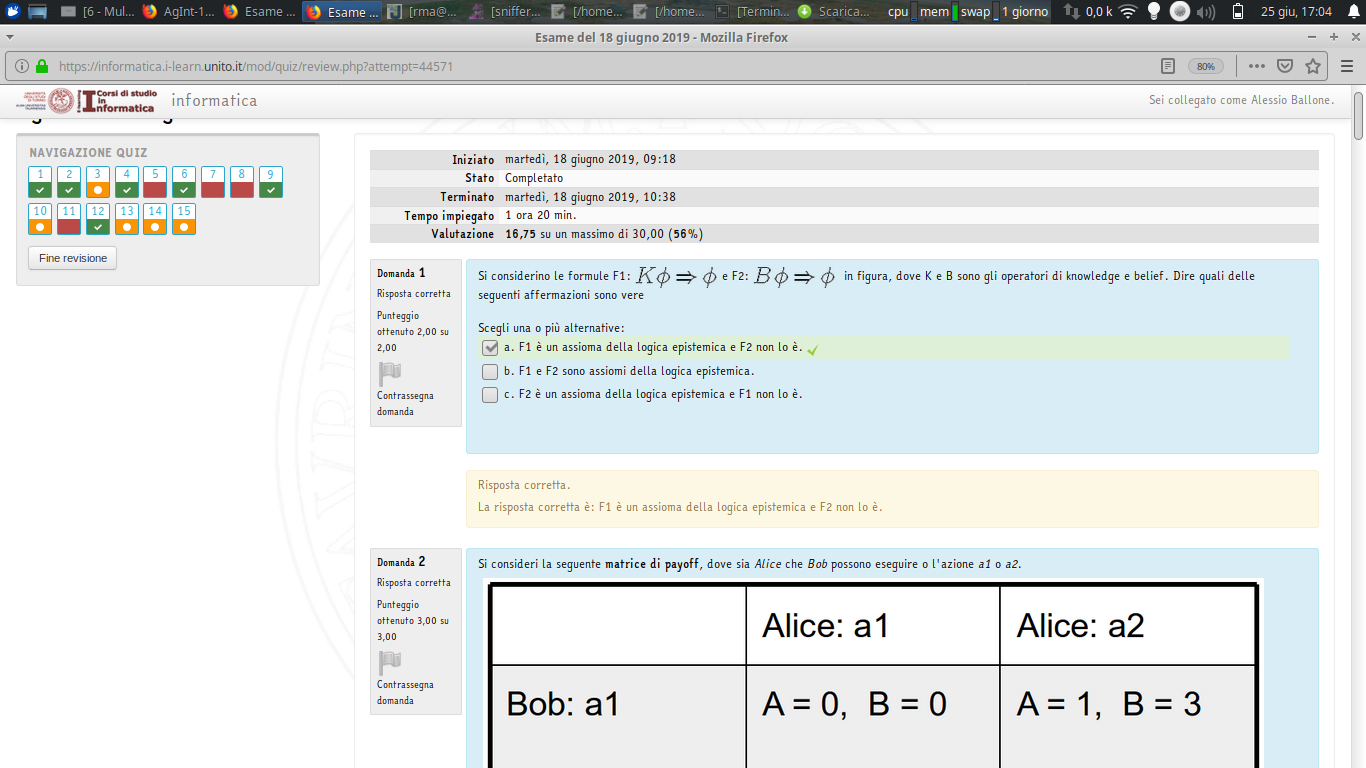 [6 - Mul...
AgInt-1...
Esame ...
Esame ...
[rma@...
[sniffer...
[/home...
[/home...
[Termin...
Scarica...
cpu
mem
swap
1 giorno
0,0 k
25 giu, 17:04
Esame del 18 giugno 2019 - Mozilla Firefox
https://informatica.i-learn.unito.it/mod/quiz/review.php?attempt=44571
80%
Corsi di studio
in
Informatica
informatica
Sei collegato come Alessio Ballone.
NAVIGAZIONE QUIZ
1 2 3 4 5 6 7 8 9
10 11 12 13 14 15
Fine revisione
Iniziato martedì, 18 giugno 2019, 09:18
Stato Completato
Terminato martedì, 18 giugno 2019, 10:38
Tempo impiegato 1 ora 20 min.
Valutazione 16,75 su un massimo di 30,00 (56%)
Domanda 1
Risposta corretta
Punteggio
ottenuto 2,00 su
2,00
Contrassegna
domanda
Si considerino le formule F1: Kϕ ⇒ ϕ e F2: Bϕ ⇒ ϕ in figura, dove K e B sono gli operatori di knowledge e belief. Dire quali delle
seguenti affermazioni sono vere
Scegli una o più alternative:
a. F1 è un assioma della logica epistemica e F2 non lo è.
b. F1 e F2 sono assiomi della logica epistemica.
c. F2 è un assioma della logica epistemica e F1 non lo è.
Risposta corretta.
La risposta corretta è: F1 è un assioma della logica epistemica e F2 non lo è.
Domanda 2
Risposta corretta
Punteggio
ottenuto 3,00 su
3,00
Contrassegna
domanda
Si consideri la seguente matrice di payoff, dove sia Alice che Bob possono eseguire o l'azione a1 o a2.
Alice: a1 Alice: a2
Bob: a1 A = 0, B = 0 A = 1, B = 3